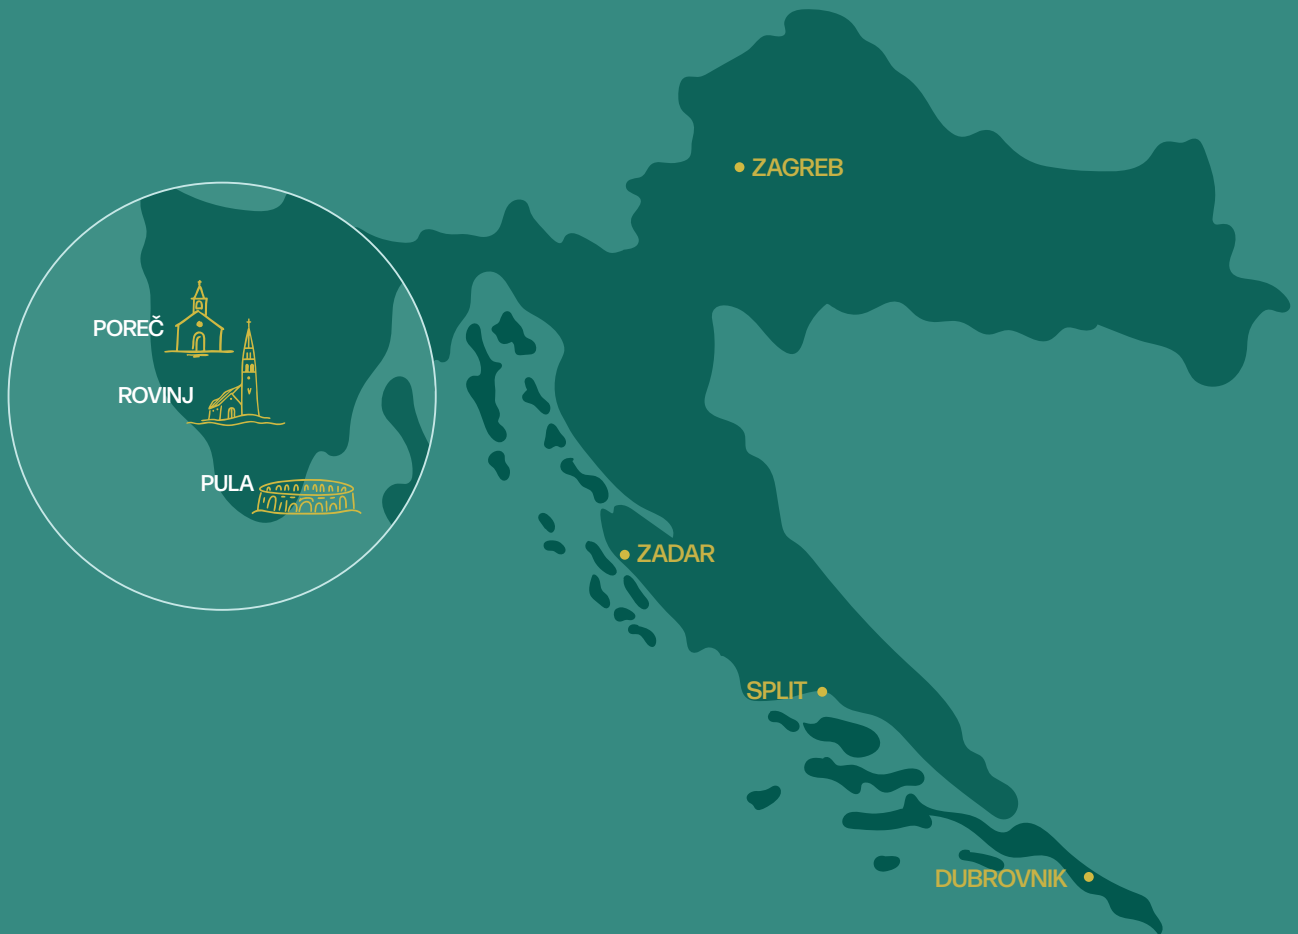 ZAGREB
POREČ
ROVINJ
PULA
ZADAR
SPLIT
DUBROVNIK